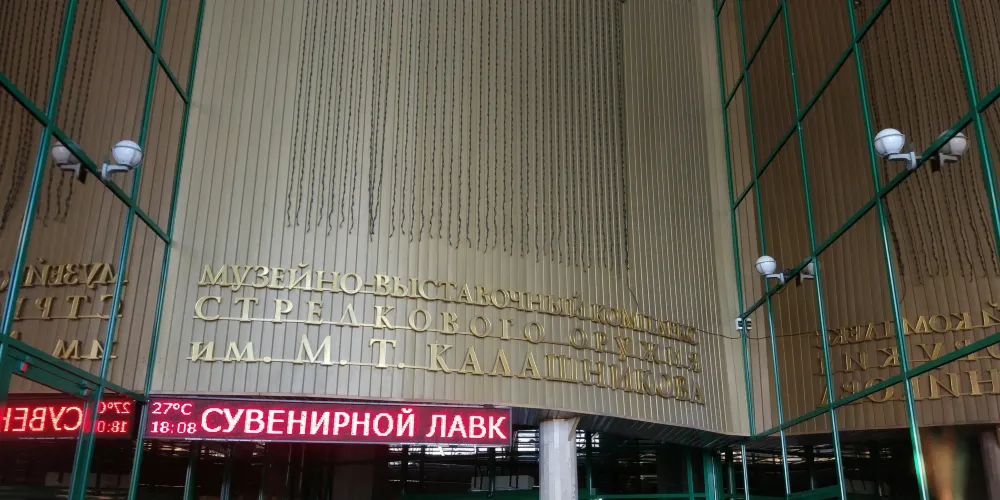 МУЗЕЙНО-ВЫСТАВОЧНЫЙ КОМПЛЕКС
СТРЕЛКОВОГО ОРУЖИЯ
им. М. Т. КАЛАШНИКОВА
27°C
18:08
СУВЕНИРНОЙ ЛАВК